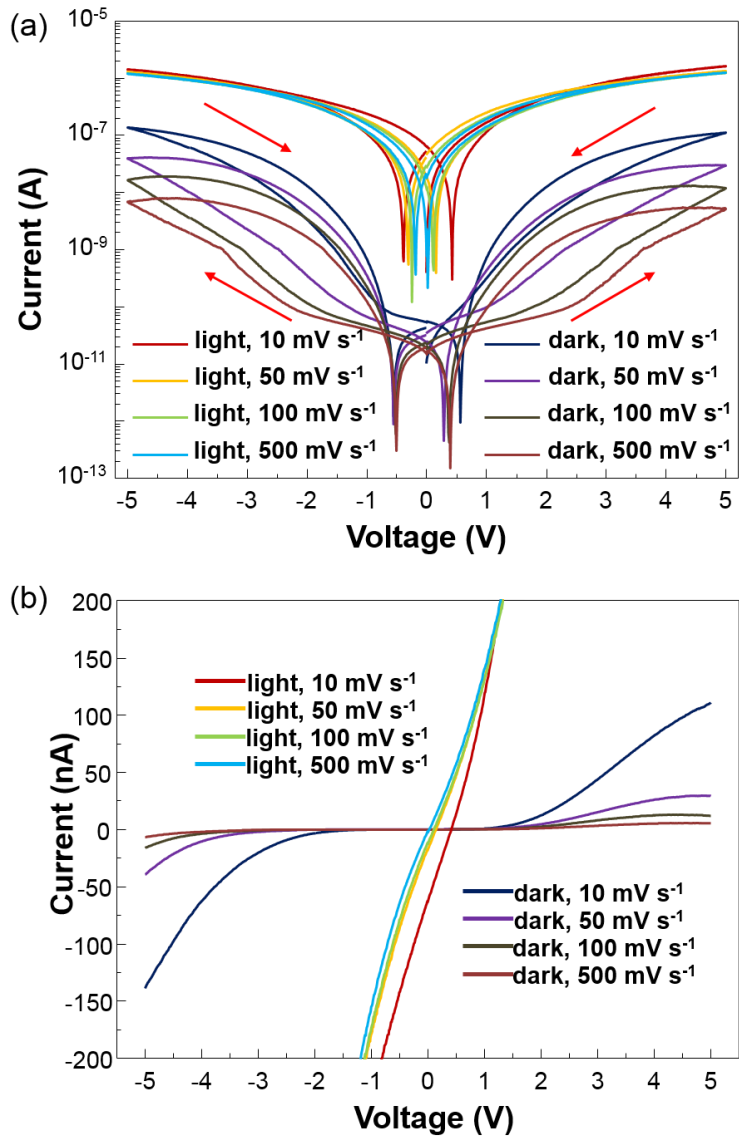 (a)
10⁻⁵
10⁻⁷
10⁻⁹
10⁻¹¹
10⁻¹³
Current (A)
light, 10 mV s⁻¹
light, 50 mV s⁻¹
light, 100 mV s⁻¹
light, 500 mV s⁻¹
dark, 10 mV s⁻¹
dark, 50 mV s⁻¹
dark, 100 mV s⁻¹
dark, 500 mV s⁻¹
-5 -4 -3 -2 -1 0 1 2 3 4 5
Voltage (V)
(b)
200
150
100
50
0
-50
-100
-150
-200
Current (nA)
light, 10 mV s⁻¹
light, 50 mV s⁻¹
light, 100 mV s⁻¹
light, 500 mV s⁻¹
dark, 10 mV s⁻¹
dark, 50 mV s⁻¹
dark, 100 mV s⁻¹
dark, 500 mV s⁻¹
-5 -4 -3 -2 -1 0 1 2 3 4 5
Voltage (V)